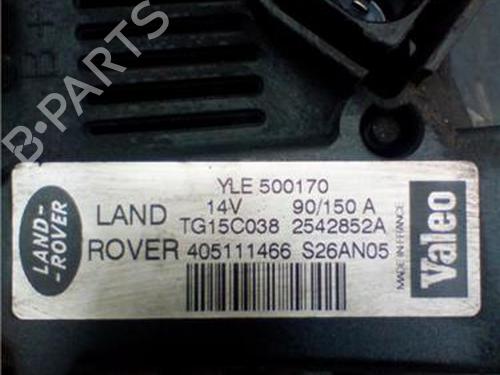 B+
B-PARTS
YLE 500170
14V 90/150 A
LAND TG15C038 2542852A
ROVER 405111466 S26AN05
LAND-
-ROVER
MADE IN FRANCE
Valeo